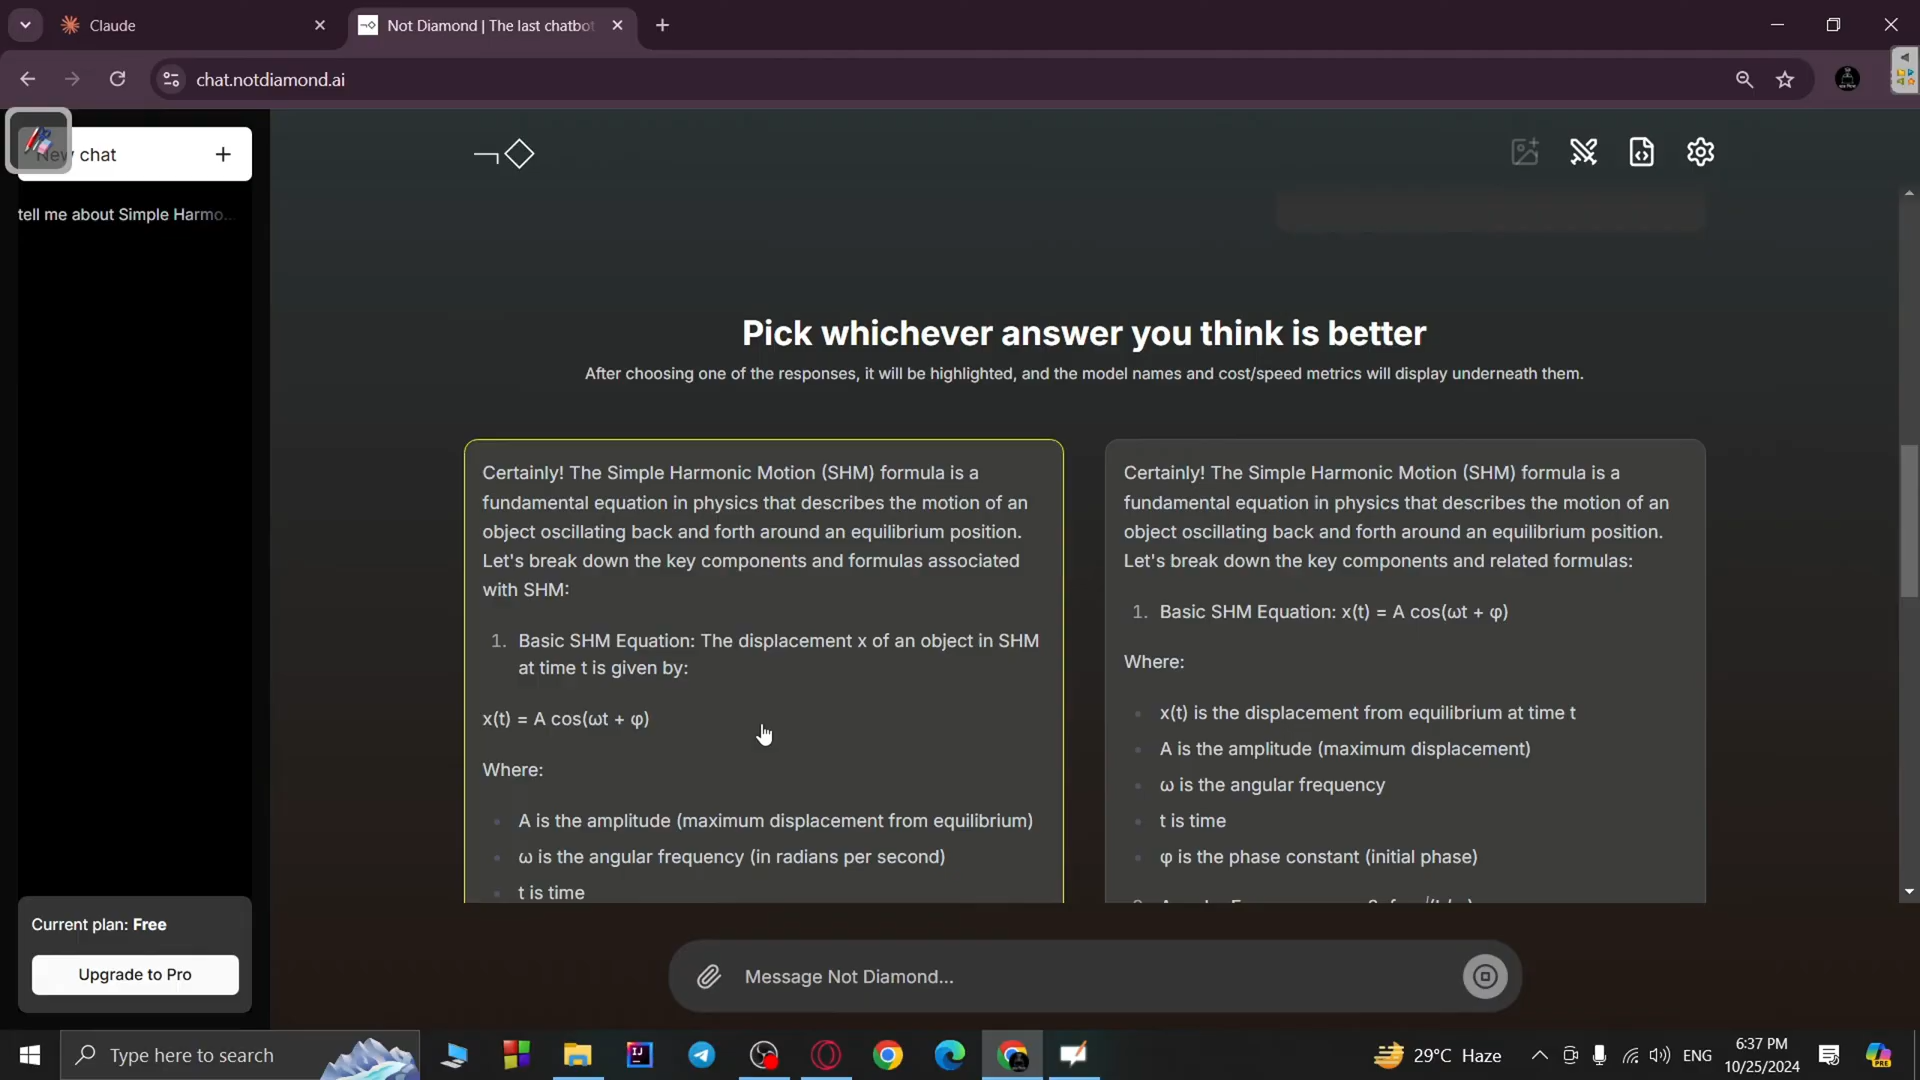 Claude
Not Diamond | The last chatbot
chat.notdiamond.ai
New chat
tell me about Simple Harmo...
Pick whichever answer you think is better
After choosing one of the responses, it will be highlighted, and the model names and cost/speed metrics will display underneath them.
Certainly! The Simple Harmonic Motion (SHM) formula is a
fundamental equation in physics that describes the motion of an
object oscillating back and forth around an equilibrium position.
Let's break down the key components and formulas associated
with SHM:
1. Basic SHM Equation: The displacement x of an object in SHM
at time t is given by:
x(t) = A cos(ωt + φ)
Where:
A is the amplitude (maximum displacement from equilibrium)
ω is the angular frequency (in radians per second)
t is time
Certainly! The Simple Harmonic Motion (SHM) formula is a
fundamental equation in physics that describes the motion of an
object oscillating back and forth around an equilibrium position.
Let's break down the key components and related formulas:
1. Basic SHM Equation: x(t) = A cos(ωt + φ)
Where:
x(t) is the displacement from equilibrium at time t
A is the amplitude (maximum displacement)
ω is the angular frequency
t is time
φ is the phase constant (initial phase)
Current plan: Free
Upgrade to Pro
Message Not Diamond...
Type here to search
29°C Haze
ENG
6:37 PM
10/25/2024
PRE